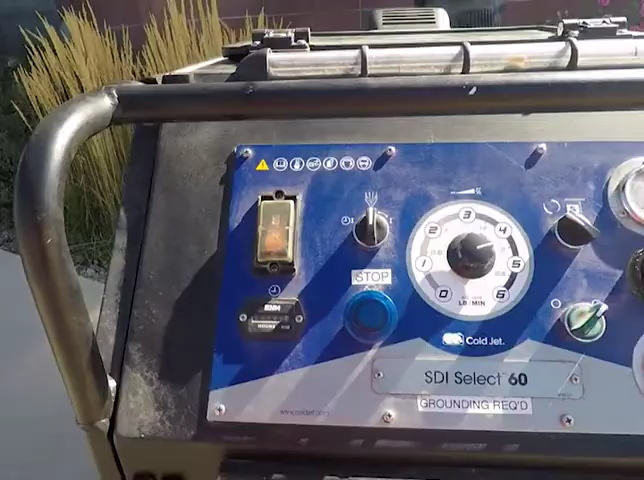 3
2
4
1
5
0
6
LB MIN
STOP
HOURS
Cold Jet.
SDI Select 60
GROUNDING REQ'D